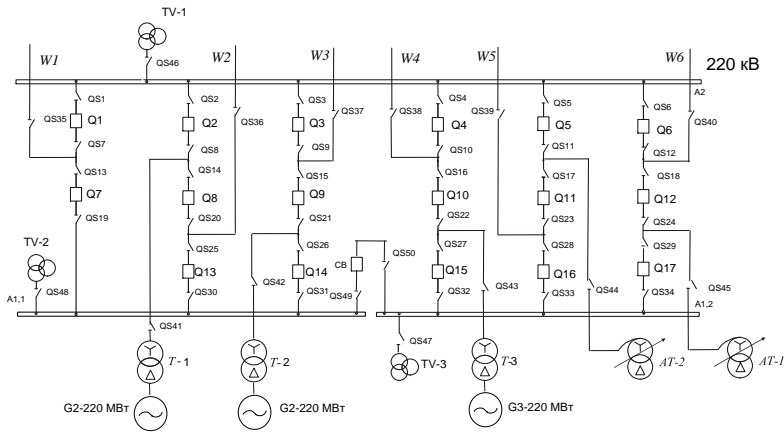 TV-1
W1
QS46
W2
W3
W4
W5
W6
220 кВ
A2
QS1
QS2
QS3
QS4
QS5
QS6
QS35
Q1
Q2
QS36
Q3
QS37
QS38
Q4
QS39
Q5
Q6
QS40
QS7
QS8
QS9
QS10
QS11
QS12
QS13
QS14
QS15
QS16
QS17
QS18
Q7
Q8
Q9
Q10
Q11
Q12
QS19
QS20
QS21
QS22
QS23
QS24
TV-2
QS25
QS26
QS50
QS27
QS28
QS29
QS48
Q13
QS42
Q14
СВ
Q15
QS43
Q16
QS44
Q17
QS45
A1,1
QS30
QS31
QS49
QS32
QS33
QS34
A1,2
QS41
QS47
T-1
T-2
TV-3
T-3
AT-2
AT-1
G2-220 МВт
G2-220 МВт
G3-220 МВт